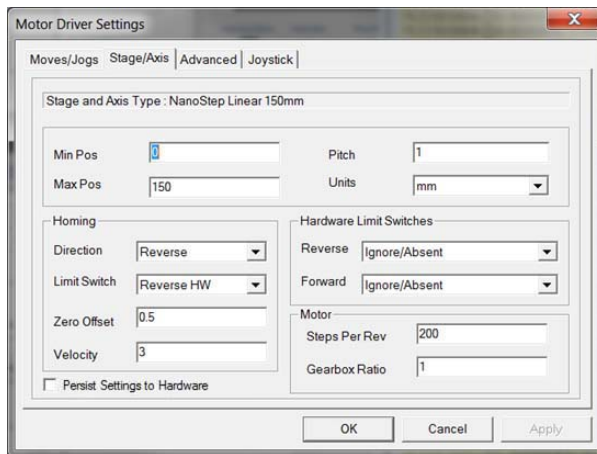 Motor Driver Settings
Moves/Jogs Stage/Axis Advanced Joystick
Stage and Axis Type : NanoStep Linear 150mm
Min Pos 0 Pitch 1
Max Pos 150 Units mm
Homing Hardware Limit Switches
Direction Reverse Reverse Ignore/Absent
Limit Switch Reverse HW Forward Ignore/Absent
Zero Offset 0.5 Motor
Steps Per Rev 200
Velocity 3
Gearbox Ratio 1
Persist Settings to Hardware
OK Cancel Apply